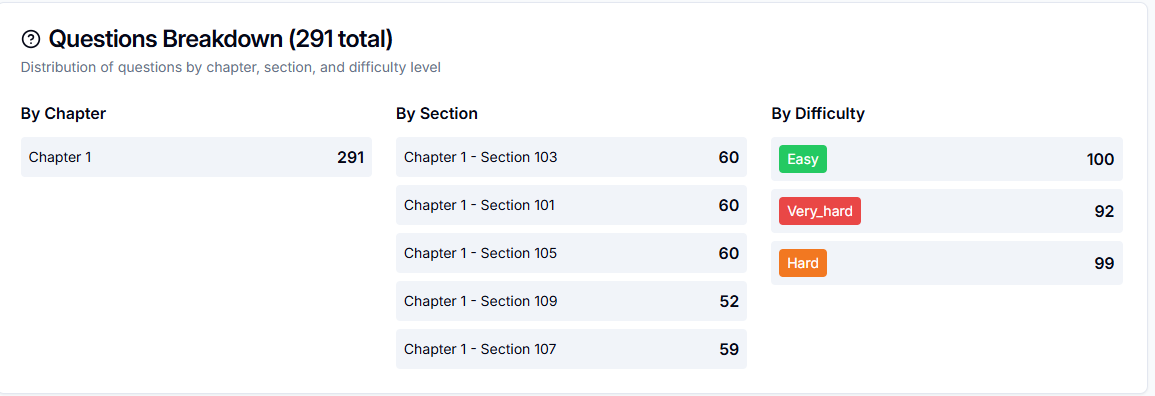 Questions Breakdown (291 total)
Distribution of questions by chapter, section, and difficulty level
By Chapter
Chapter 1 291
By Section
Chapter 1 - Section 103 60
Chapter 1 - Section 101 60
Chapter 1 - Section 105 60
Chapter 1 - Section 109 52
Chapter 1 - Section 107 59
By Difficulty
Easy 100
Very_hard 92
Hard 99